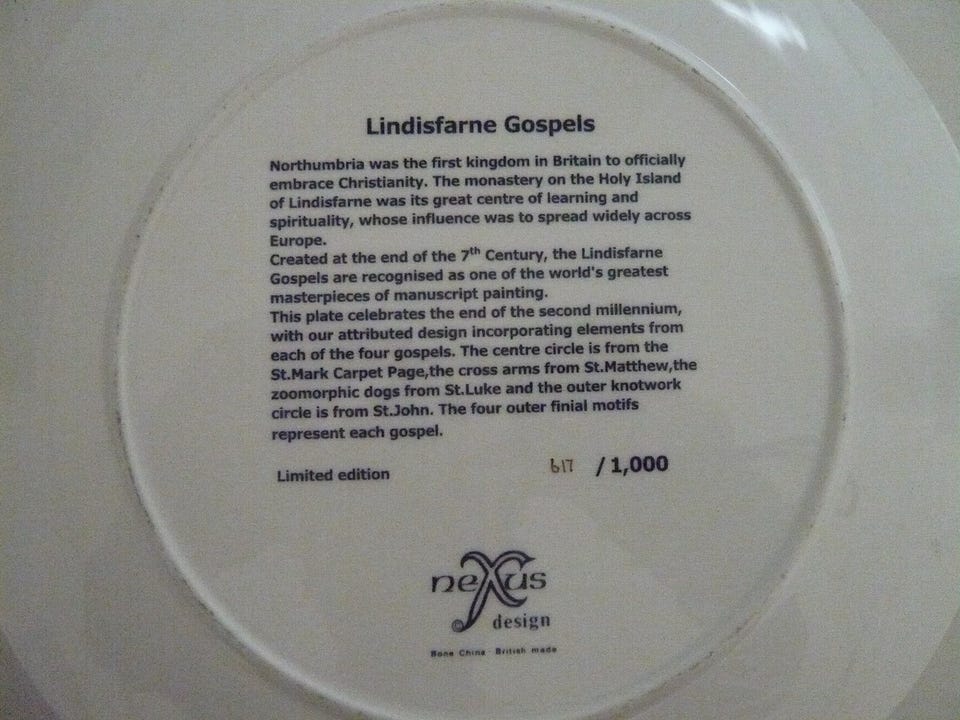 Lindisfarne Gospels
Northumbria was the first kingdom in Britain to officially
embrace Christianity. The monastery on the Holy Island
of Lindisfarne was its great centre of learning and
spirituality, whose influence was to spread widely across
Europe.
Created at the end of the 7th Century, the Lindisfarne
Gospels are recognised as one of the world's greatest
masterpieces of manuscript painting.
This plate celebrates the end of the second millennium,
with our attributed design incorporating elements from
each of the four gospels. The centre circle is from the
St.Mark Carpet Page,the cross arms from St.Matthew,the
zoomorphic dogs from St.Luke and the outer knotwork
circle is from St.John. The four outer finial motifs
represent each gospel.
Limited edition 617 / 1,000
neXus
© design
Bone China · British made